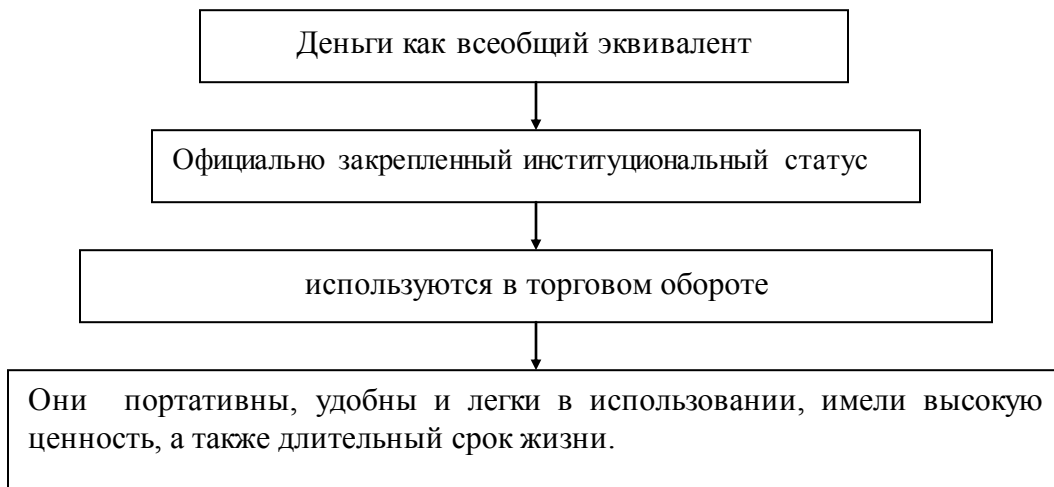 Деньги как всеобщий эквивалент
Официально закрепленный институциональный статус
используются в торговом обороте
Они портативны, удобны и легки в использовании, имели высокую
ценность, а также длительный срок жизни.